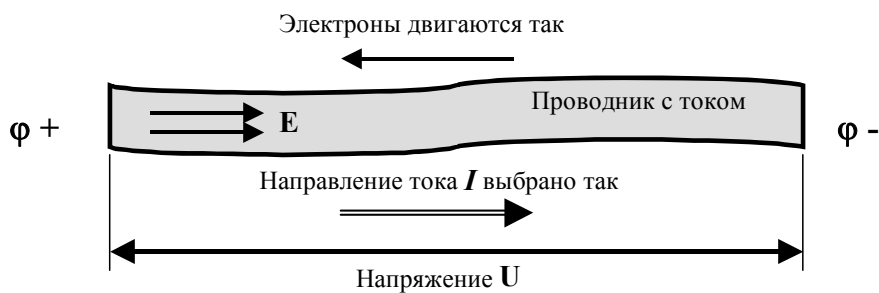 Электроны двигаются так
Проводник с током
φ +
E
φ -
Направление тока I выбрано так
Напряжение U